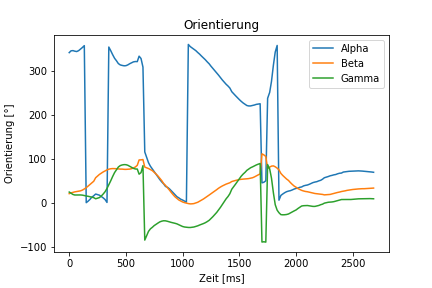 Orientierung
Orientierung [°]
300
200
100
0
−100
Alpha
Beta
Gamma
0
500
1000
1500
2000
2500
Zeit [ms]